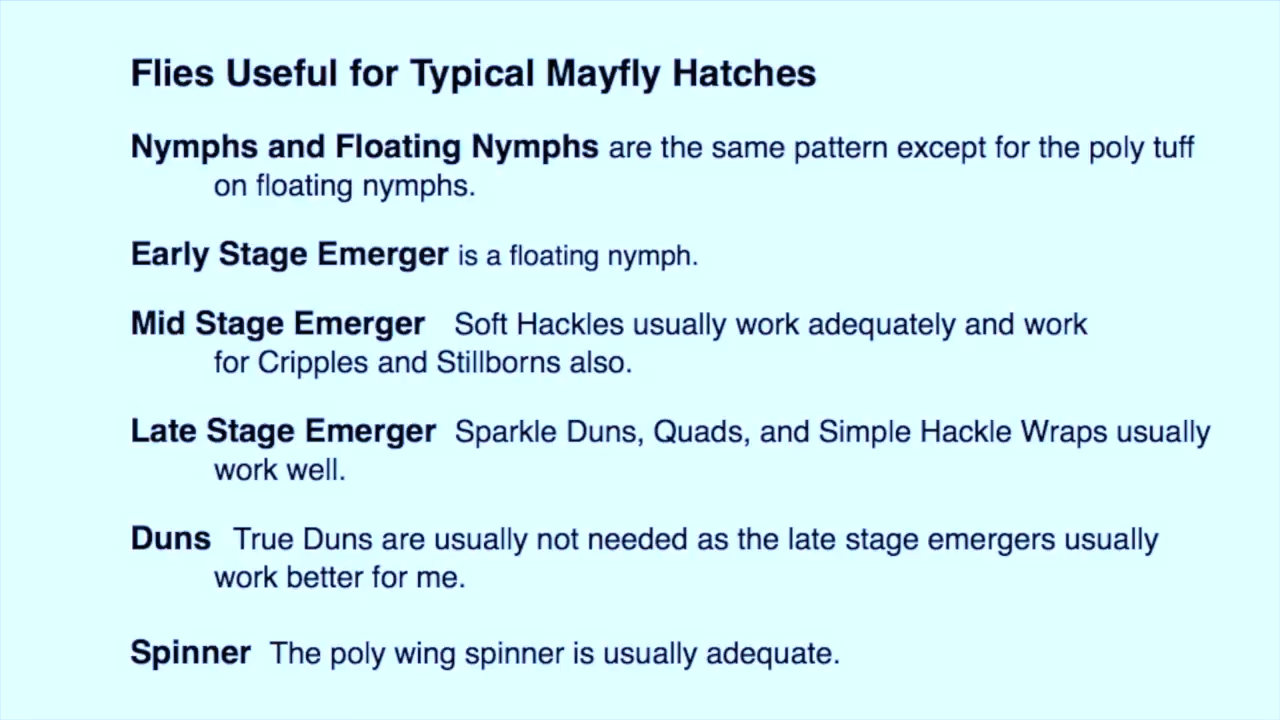 Flies Useful for Typical Mayfly Hatches
Nymphs and Floating Nymphs are the same pattern except for the poly tuff
on floating nymphs.
Early Stage Emerger is a floating nymph.
Mid Stage Emerger Soft Hackles usually work adequately and work
for Cripples and Stillborns also.
Late Stage Emerger Sparkle Duns, Quads, and Simple Hackle Wraps usually
work well.
Duns True Duns are usually not needed as the late stage emergers usually
work better for me.
Spinner The poly wing spinner is usually adequate.